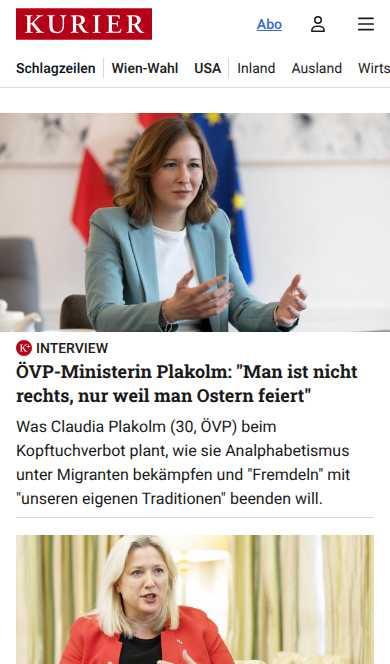 KURIER
Abo
Schlagzeilen Wien-Wahl USA Inland Ausland Wirts
K+ INTERVIEW
ÖVP-Ministerin Plakolm: "Man ist nicht
rechts, nur weil man Ostern feiert"
Was Claudia Plakolm (30, ÖVP) beim
Kopftuchverbot plant, wie sie Analphabetismus
unter Migranten bekämpfen und "Fremdeln" mit
"unseren eigenen Traditionen" beenden will.